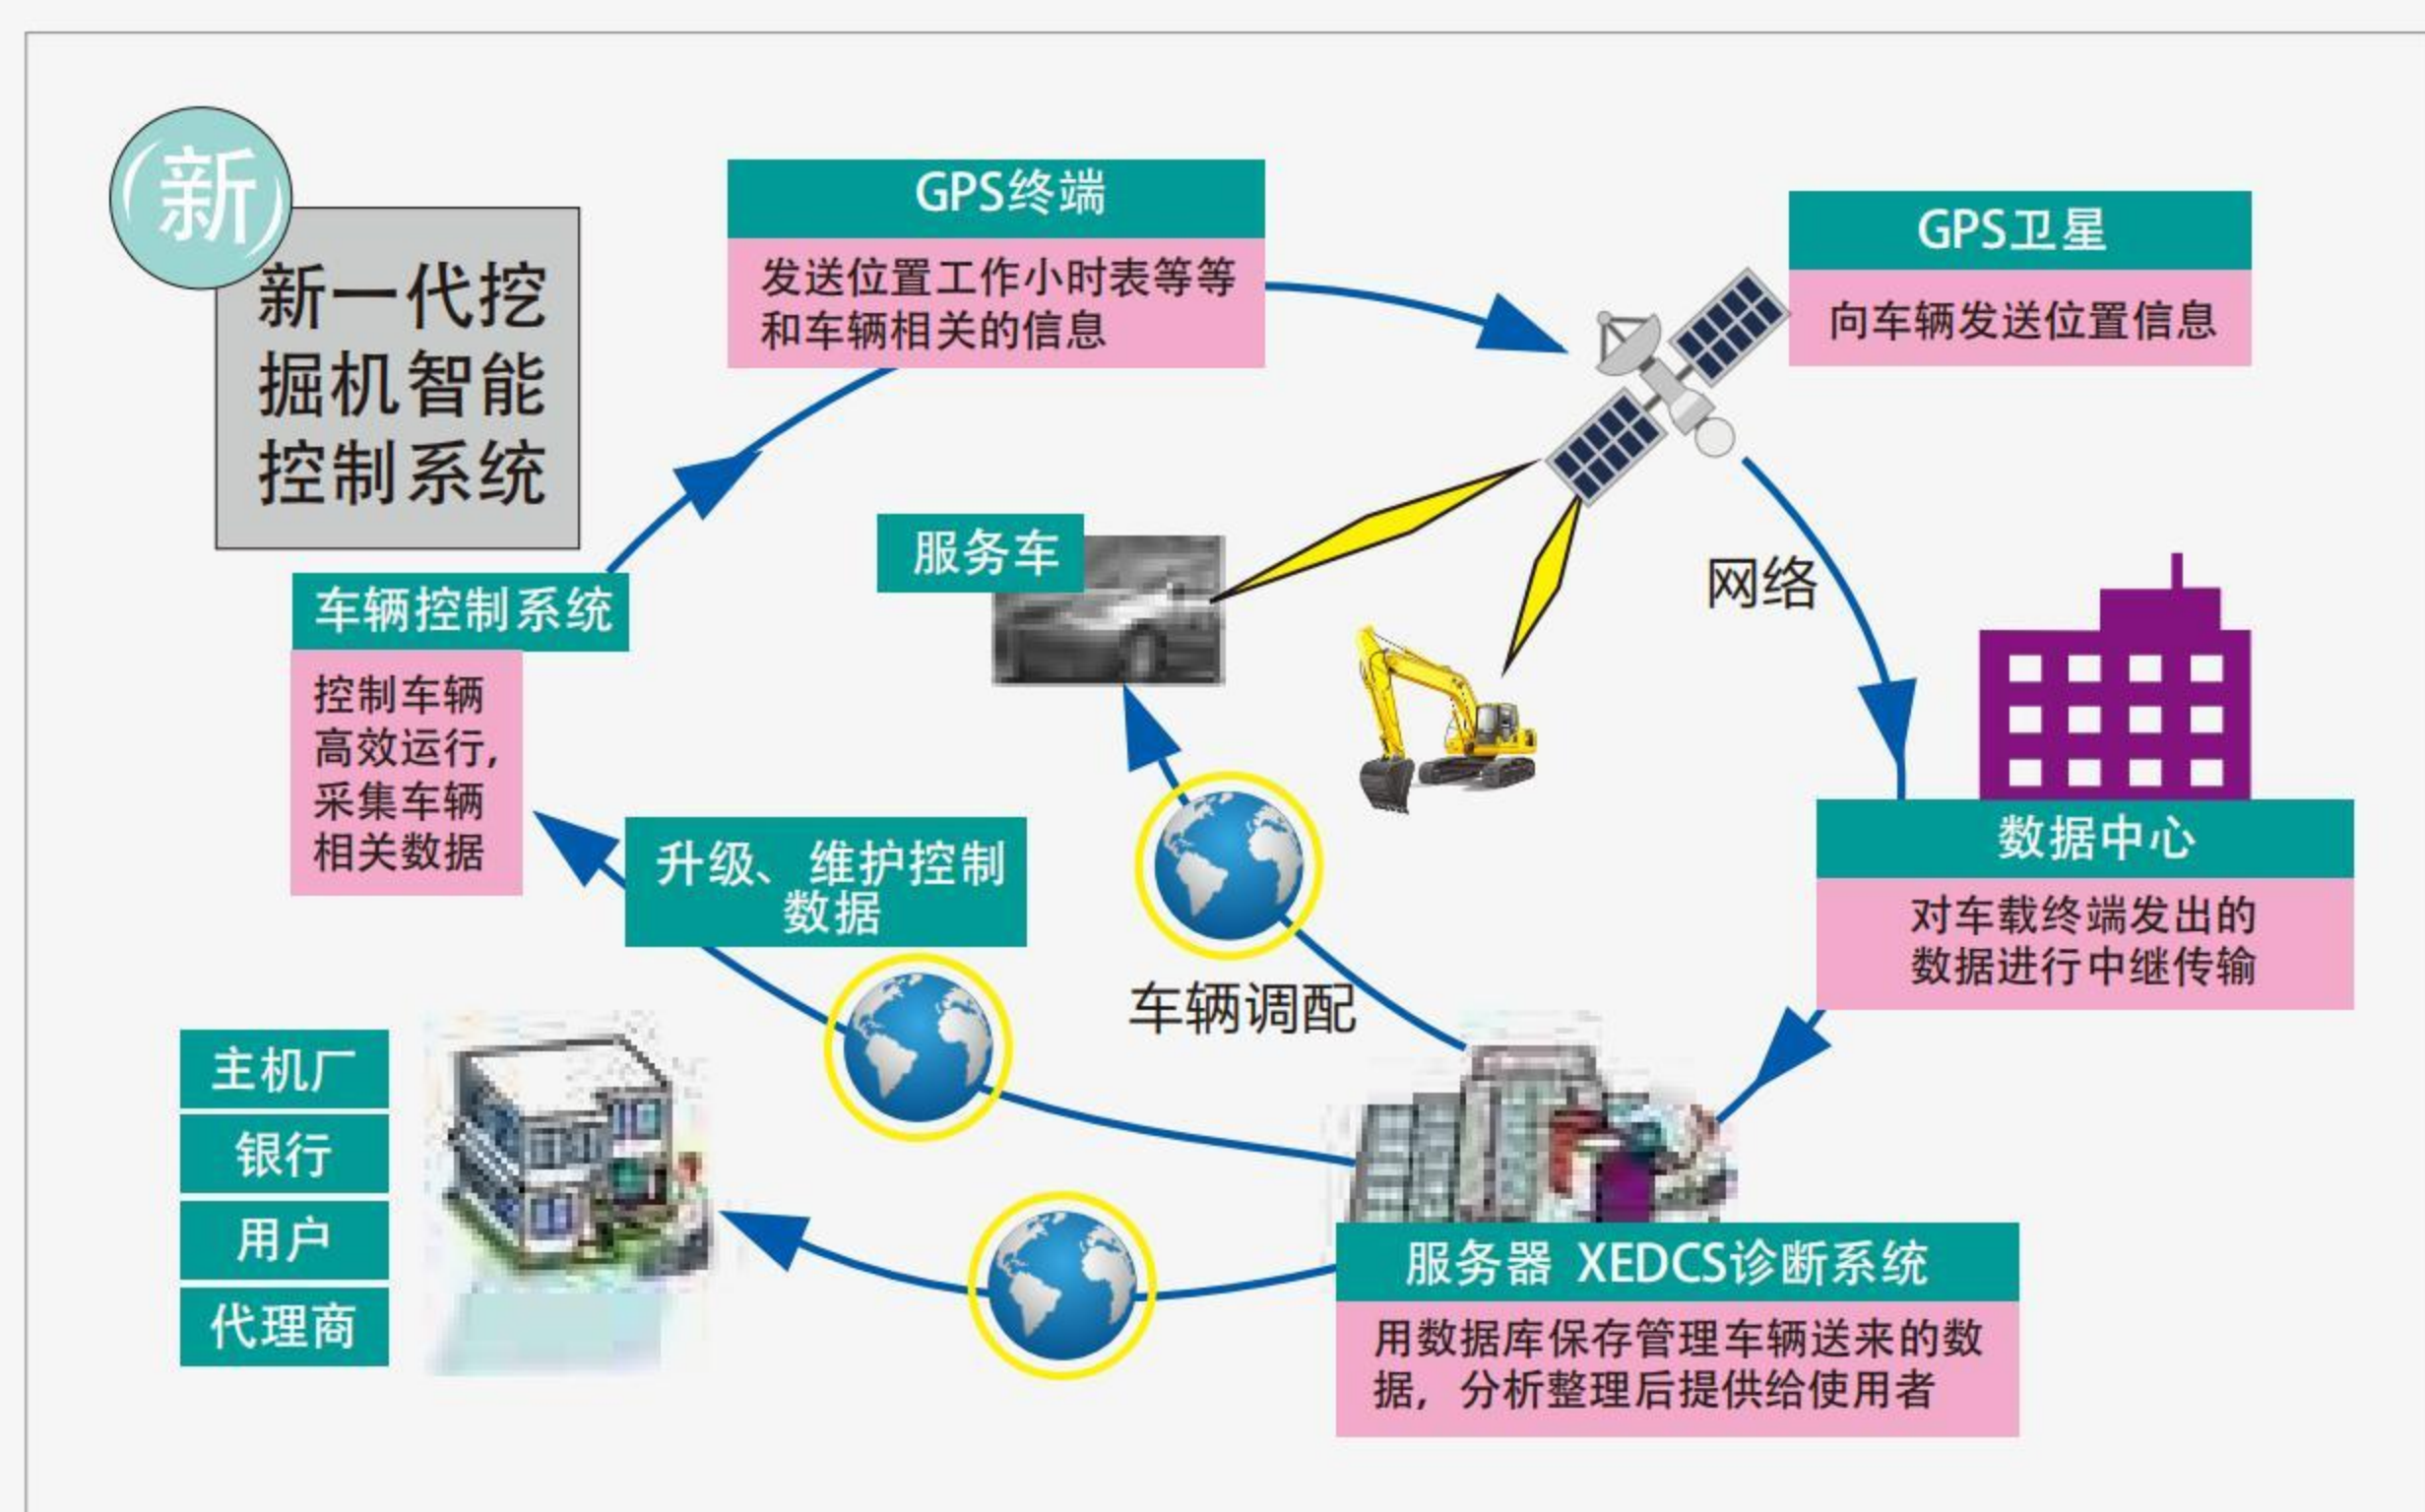 新
新一代挖
掘机智能
控制系统
GPS终端
发送位置工作小时表等等
和车辆相关的信息
GPS卫星
向车辆发送位置信息
服务车
网络
车辆控制系统
控制车辆
高效运行,
采集车辆
相关数据
升级、维护控制
数据
数据中心
对车载终端发出的
数据进行中继传输
车辆调配
主机厂
银行
用户
代理商
服务器 XEDCS诊断系统
用数据库保存管理车辆送来的数
据，分析整理后提供给使用者